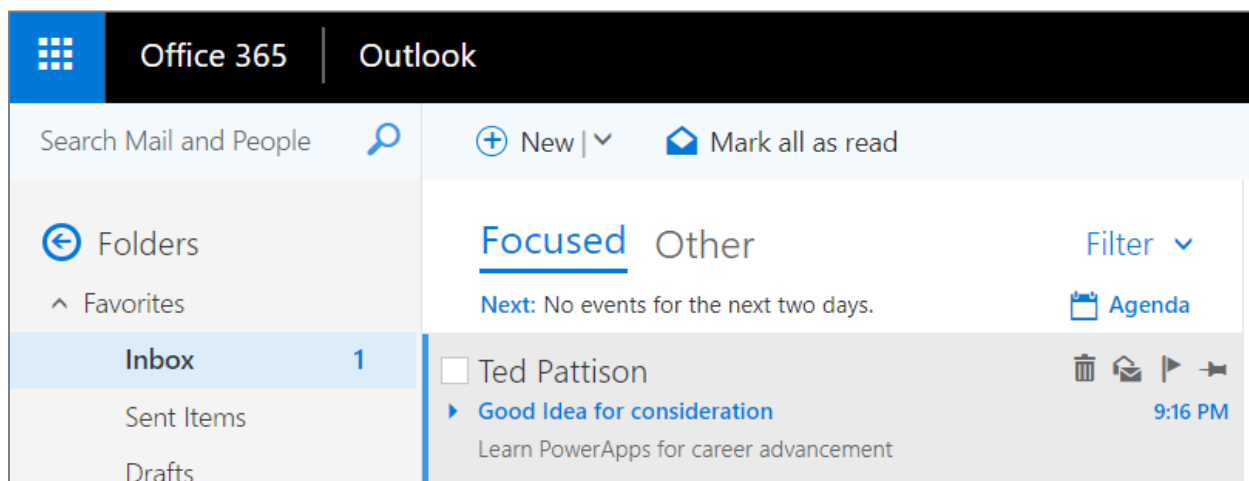 Office 365 Outlook
Search Mail and People
New | Mark all as read
Folders
Favorites
Inbox 1
Sent Items
Drafts
Focused Other Filter
Next: No events for the next two days. Agenda
Ted Pattison
Good Idea for consideration 9:16 PM
Learn PowerApps for career advancement